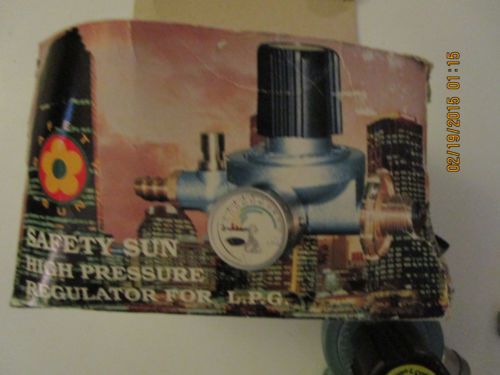 SAFETY SUN
HIGH PRESSURE
REGULATOR FOR L.P.G.
02/19/2015 01:15